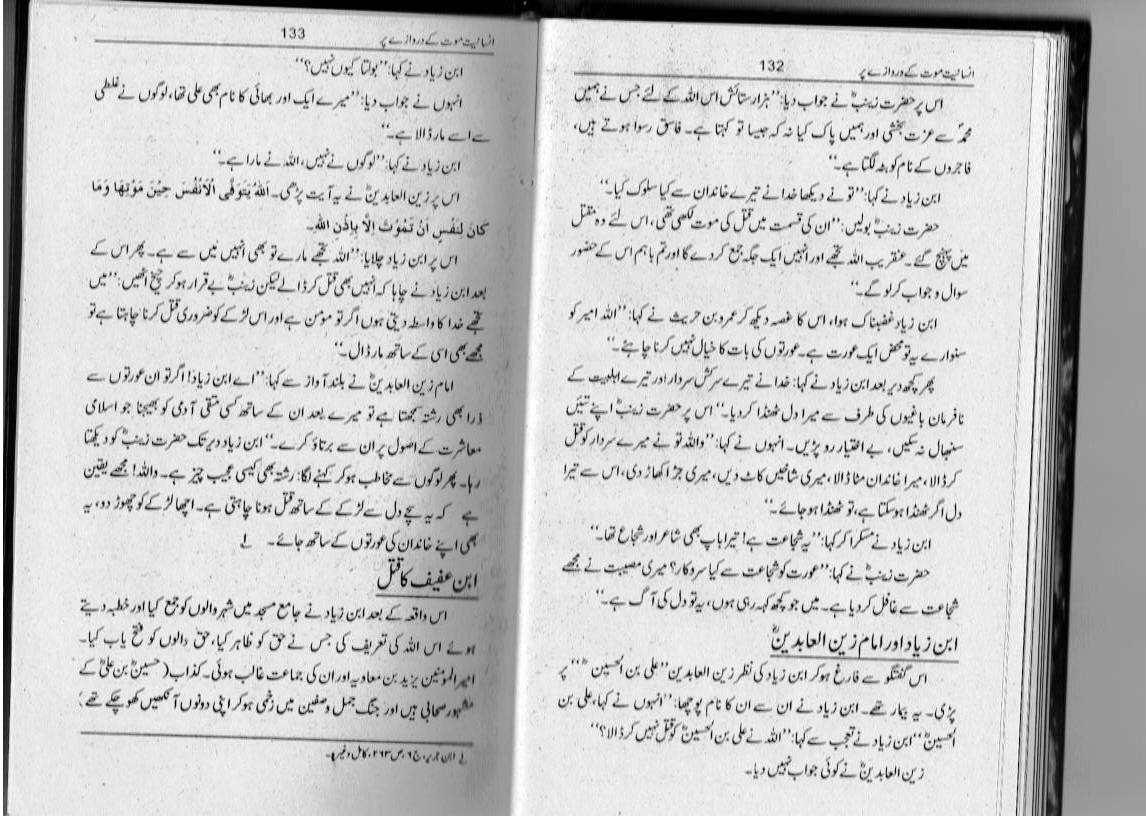 132
انسانیت موت کے دروازے پر
اس پر حضرت زینبؓ نے جواب دیا: ”ہزار ستائش اس اللہ کے لئے جس نے ہمیں
محمدؐ سے عزت بخشی اور ہمیں پاک کیا نہ کہ جیسا تو کہتا ہے۔ فاسق رسوا ہوتے ہیں،
فاجروں کے نام کو بٹہ لگتا ہے۔“
ابن زیاد نے کہا: ”تو نے دیکھا خدا نے تیرے خاندان سے کیا سلوک کیا۔“
حضرت زینبؓ بولیں: ”ان کی قسمت میں قتل کی موت لکھی تھی، اس لئے وہ مقتل
میں پہنچ گئے۔ عنقریب اللہ تجھے اور انہیں ایک جگہ جمع کر دے گا اور تم باہم اس کے حضور
سوال و جواب کر لو گے۔“
ابن زیاد غضبناک ہوا، اس کا غصہ دیکھ کر عمرو بن حریث نے کہا: ”اللہ امیر کو
سنوارے یہ تو محض ایک عورت ہے۔ عورتوں کی بات کا خیال نہیں کرنا چاہئے۔“
پھر کچھ دیر بعد ابن زیاد نے کہا: خدا نے تیرے سرکش سردار اور تیرے اہلبیت کے
نافرمان باغیوں کی طرف سے میرا دل ٹھنڈا کر دیا۔“ اس پر حضرت زینبؓ اپنے تئیں
سنبھال نہ سکیں، بے اختیار رو پڑیں۔ انہوں نے کہا: ”واللہ تو نے میرے سردار کو قتل
کر ڈالا، میرا خاندان مٹا ڈالا، میری شاخیں کاٹ دیں، میری جڑ اکھاڑ دی، اس سے تیرا
دل اگر ٹھنڈا ہو سکتا ہے، تو ٹھنڈا ہو جائے۔“
ابن زیاد نے مسکرا کر کہا: ”یہ شجاعت ہے! تیرا باپ بھی شاعر اور شجاع تھا۔“
حضرت زینبؓ نے کہا: ”عورت کو شجاعت سے کیا سروکار؟ میری مصیبت نے مجھے
شجاعت سے غافل کر دیا ہے۔ میں جو کچھ کہہ رہی ہوں، یہ تو دل کی آگ ہے۔“
ابن زیاد اور امام زین العابدینؓ
اس گفتگو سے فارغ ہو کر ابن زیاد کی نظر زین العابدین ”علی بن الحسینؓ“ پر
پڑی۔ یہ بیمار تھے۔ ابن زیاد نے ان سے ان کا نام پوچھا: ”انہوں نے کہا، علی بن
الحسینؓ“ ابن زیاد نے تعجب سے کہا: ”اللہ نے علی بن الحسینؓ کو قتل نہیں کر ڈالا؟“
زین العابدینؓ نے کوئی جواب نہیں دیا۔
133
انسانیت موت کے دروازے پر
ابن زیاد نے کہا: ”بولتا کیوں نہیں؟“
انہوں نے جواب دیا: ”میرے ایک اور بھائی کا نام بھی علی تھا، لوگوں نے غلطی
سے اسے مار ڈالا ہے۔“
ابن زیاد نے کہا: ”لوگوں نے نہیں، اللہ نے مارا ہے۔“
اس پر زین العابدینؓ نے یہ آیت پڑھی۔ اَللّٰہُ یَتَوَفَّی الْاَنْفُسَ حِیْنَ مَوْتِھَا وَمَا
کَانَ لِنَفْسٍ اَنْ تَمُوْتَ اِلَّا بِاِذْنِ اللّٰہِ۔
اس پر ابن زیاد چلایا: ”اللہ تجھے مارے تو بھی انہیں میں سے ہے۔ پھر اس کے
بعد ابن زیاد نے چاہا کہ انہیں بھی قتل کر ڈالے لیکن زینبؓ بے قرار ہو کر چیخ اٹھیں: ”میں
تجھے خدا کا واسطہ دیتی ہوں اگر تو مومن ہے اور اس لڑکے کو ضروری قتل کرنا چاہتا ہے تو
مجھے بھی اسی کے ساتھ مار ڈال۔“
امام زین العابدینؓ نے بلند آواز سے کہا: ”اے ابن زیاد! اگر تو ان عورتوں سے
ذرا بھی رشتہ سمجھتا ہے تو میرے بعد ان کے ساتھ کسی متقی آدمی کو بھیجنا جو اسلامی
معاشرت کے اصول پر ان سے برتاؤ کرے۔“ ابن زیاد دیر تک حضرت زینبؓ کو دیکھتا
رہا۔ پھر لوگوں سے مخاطب ہو کر کہنے لگا: رشتہ بھی کیسی عجیب چیز ہے۔ واللہ! مجھے یقین
ہے کہ یہ سچے دل سے لڑکے کے ساتھ قتل ہونا چاہتی ہے۔ اچھا لڑکے کو چھوڑ دو، یہ
بھی اپنے خاندان کی عورتوں کے ساتھ جائے۔ لے
ابن عفیف کا قتل
اس واقعہ کے بعد ابن زیاد نے جامع مسجد میں شہر والوں کو جمع کیا اور خطبہ دیتے
ہوئے اس اللہ کی تعریف کی جس نے حق کو ظاہر کیا، حق والوں کو فتح یاب کیا۔
امیر المؤمنین یزید بن معاویہ اور ان کی جماعت غالب ہوئی۔ کذاب (حسینؓ بن علیؓ کے
مشہور صحابی ہیں اور جنگ جمل و صفین میں زخمی ہو کر اپنی دونوں آنکھیں کھو چکے تھے)
لے ابن جریر، ج ۶، ص ۲۶۳، کامل وغیرہ۔